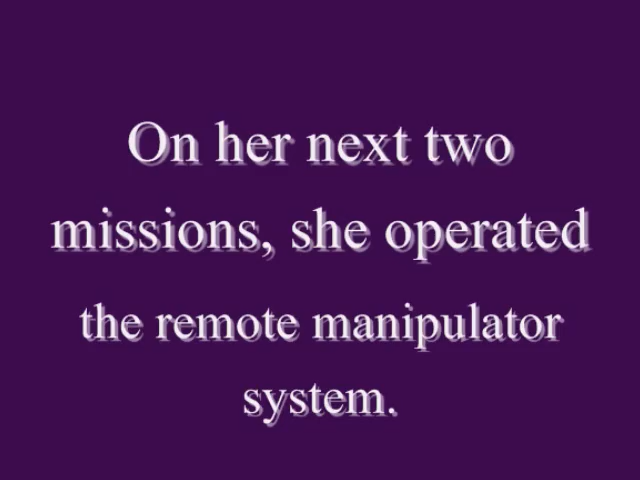 On her next two
missions, she operated
the remote manipulator
system.